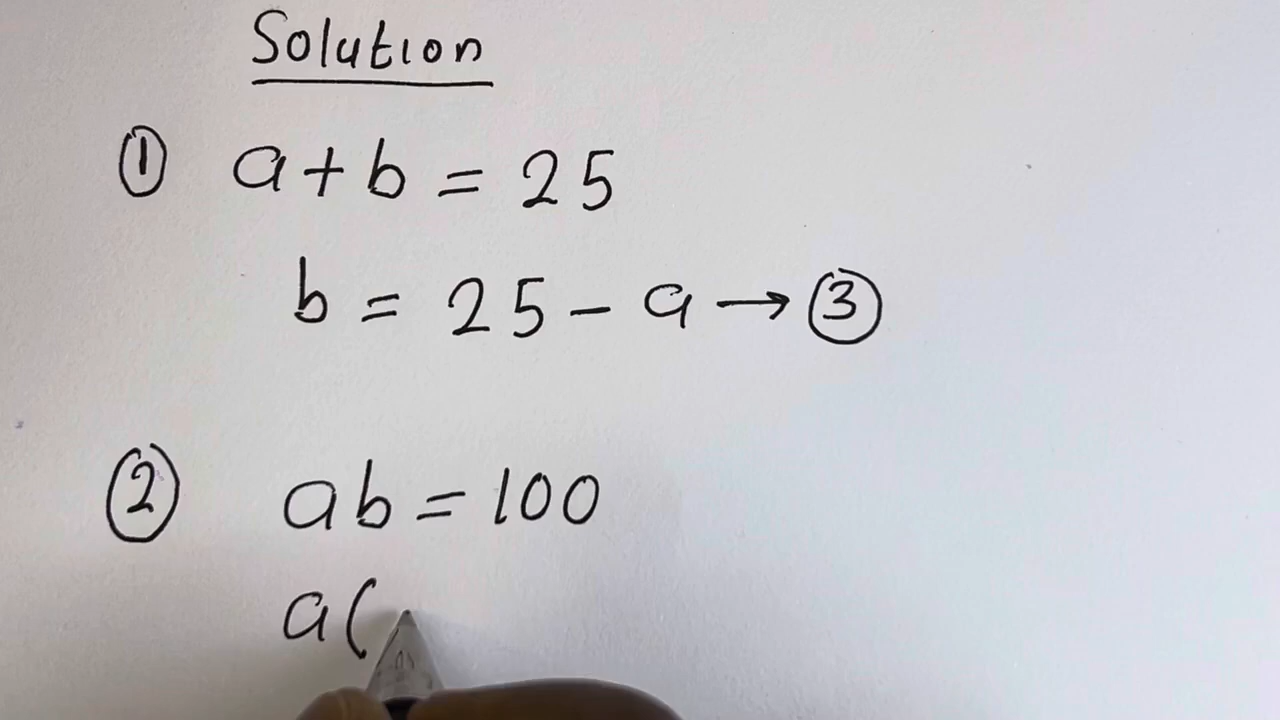 Solution
① a + b = 25
b = 25 - a → ③
② ab = 100
a(